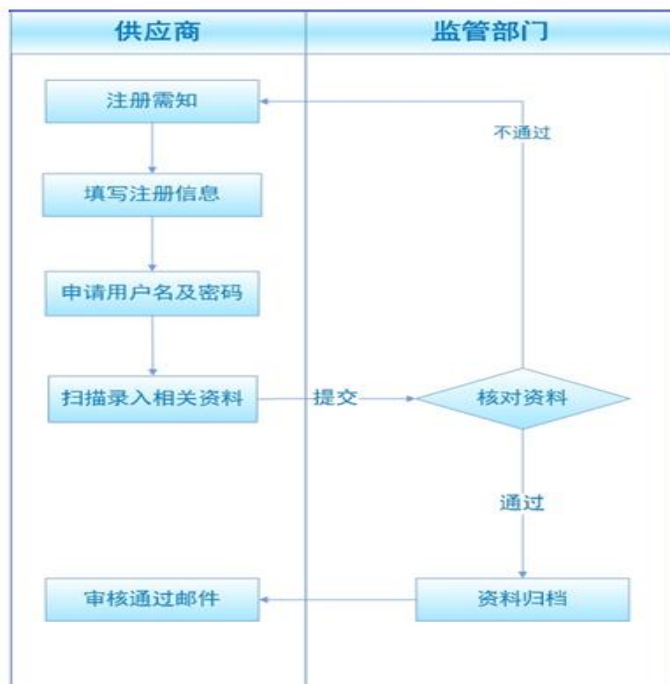 供应商
监管部门
注册需知
不通过
填写注册信息
申请用户名及密码
扫描录入相关资料
提交
核对资料
通过
审核通过邮件
资料归档